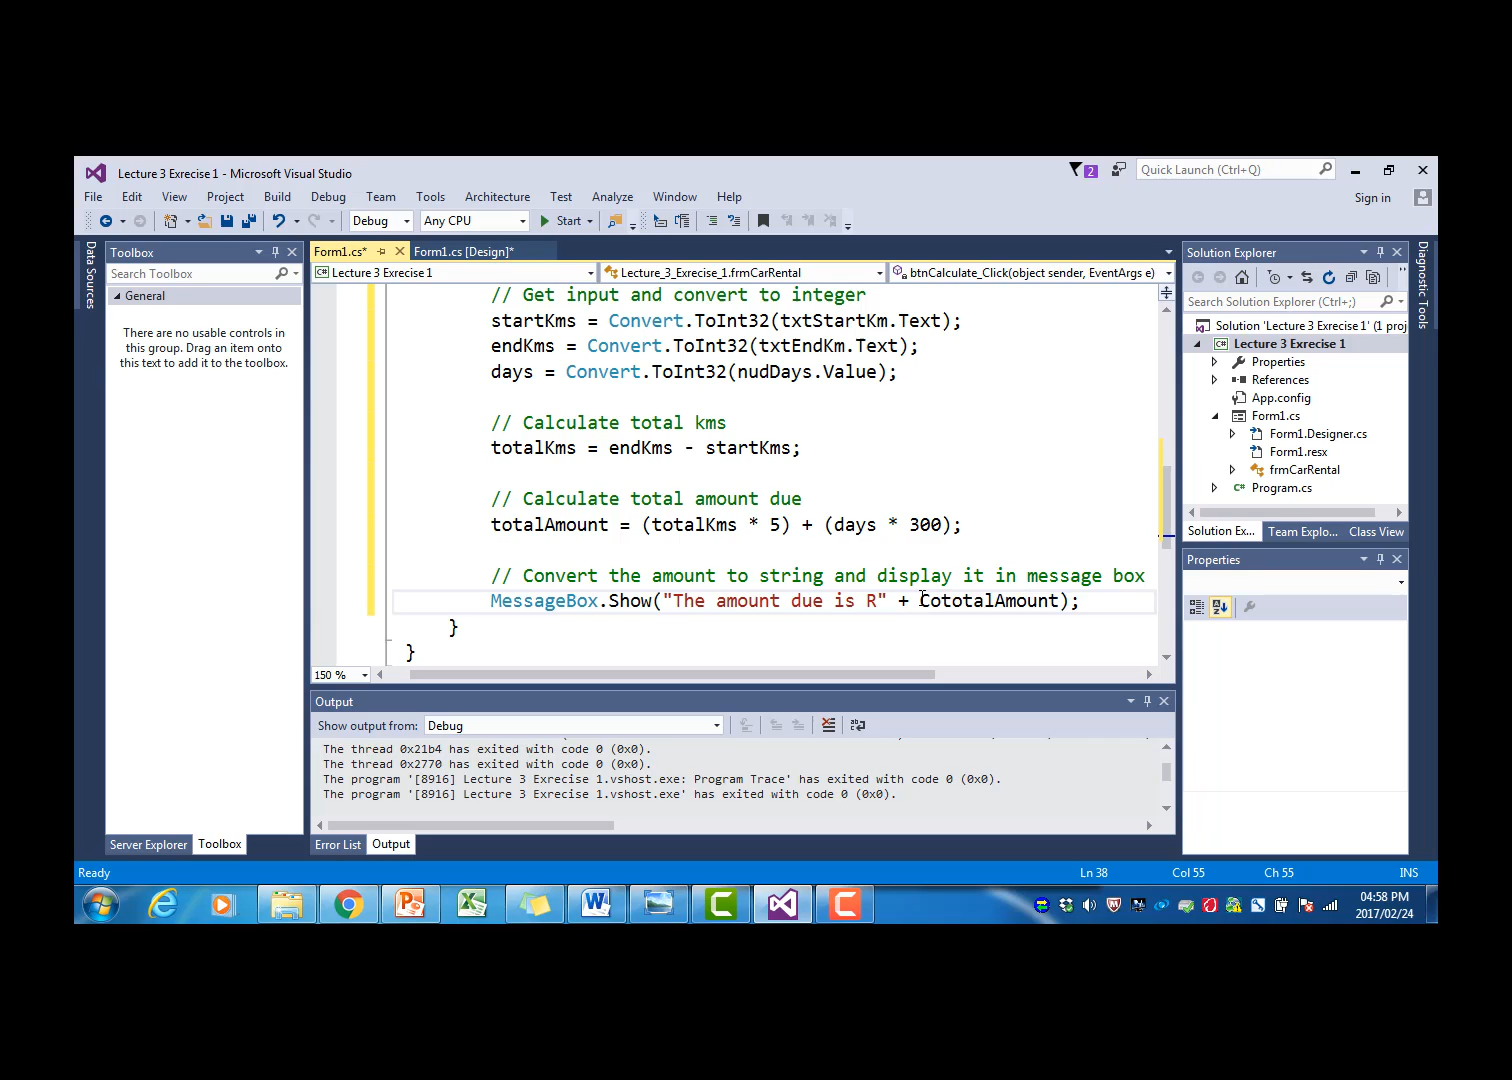 Lecture 3 Exrecise 1 - Microsoft Visual Studio
2
Quick Launch (Ctrl+Q)
File Edit View Project Build Debug Team Tools Architecture Test Analyze Window Help
Sign in
Debug Any CPU Start
Data Sources
Toolbox
Search Toolbox
General
There are no usable controls in
this group. Drag an item onto
this text to add it to the toolbox.
Server Explorer Toolbox
Form1.cs* Form1.cs [Design]*
Lecture 3 Exrecise 1 Lecture_3_Exrecise_1.frmCarRental btnCalculate_Click(object sender, EventArgs e)
// Get input and convert to integer
startKms = Convert.ToInt32(txtStartKm.Text);
endKms = Convert.ToInt32(txtEndKm.Text);
days = Convert.ToInt32(nudDays.Value);
// Calculate total kms
totalKms = endKms - startKms;
// Calculate total amount due
totalAmount = (totalKms * 5) + (days * 300);
// Convert the amount to string and display it in message box
MessageBox.Show("The amount due is R" + CototalAmount);
}
}
150 %
Output
Show output from: Debug
The thread 0x21b4 has exited with code 0 (0x0).
The thread 0x2770 has exited with code 0 (0x0).
The program '[8916] Lecture 3 Exrecise 1.vshost.exe: Program Trace' has exited with code 0 (0x0).
The program '[8916] Lecture 3 Exrecise 1.vshost.exe' has exited with code 0 (0x0).
Error List Output
Solution Explorer
Search Solution Explorer (Ctrl+;)
Solution 'Lecture 3 Exrecise 1' (1 proj
Lecture 3 Exrecise 1
Properties
References
App.config
Form1.cs
Form1.Designer.cs
Form1.resx
frmCarRental
Program.cs
Solution Ex... Team Explo... Class View
Properties
Diagnostic Tools
Ready Ln 38 Col 55 Ch 55 INS
04:58 PM
2017/02/24